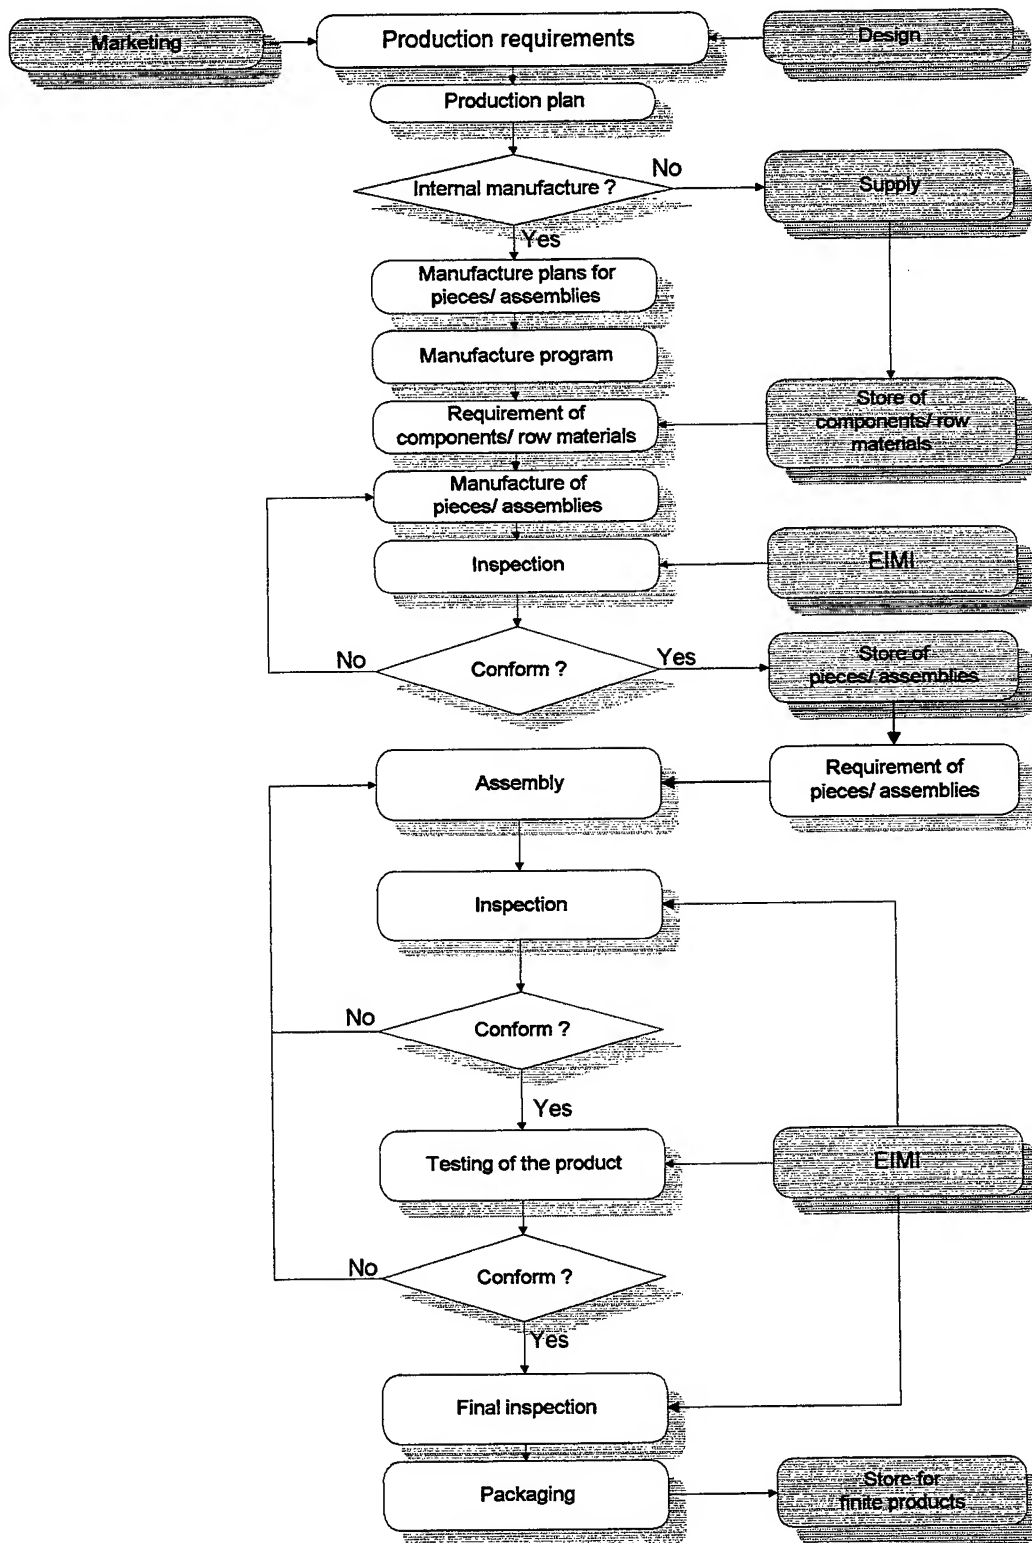 Marketing
Production requirements
Design
Production plan
Internal manufacture ?
No
Supply
Yes
Manufacture plans for
pieces/ assemblies
Manufacture program
Requirement of
components/ row materials
Store of
components/ row
materials
Manufacture of
pieces/ assemblies
Inspection
EIMI
No
Conform ?
Yes
Store of
pieces/ assemblies
Assembly
Requirement of
pieces/ assemblies
Inspection
No
Conform ?
Yes
Testing of the product
EIMI
No
Conform ?
Yes
Final inspection
Packaging
Store for
finite products